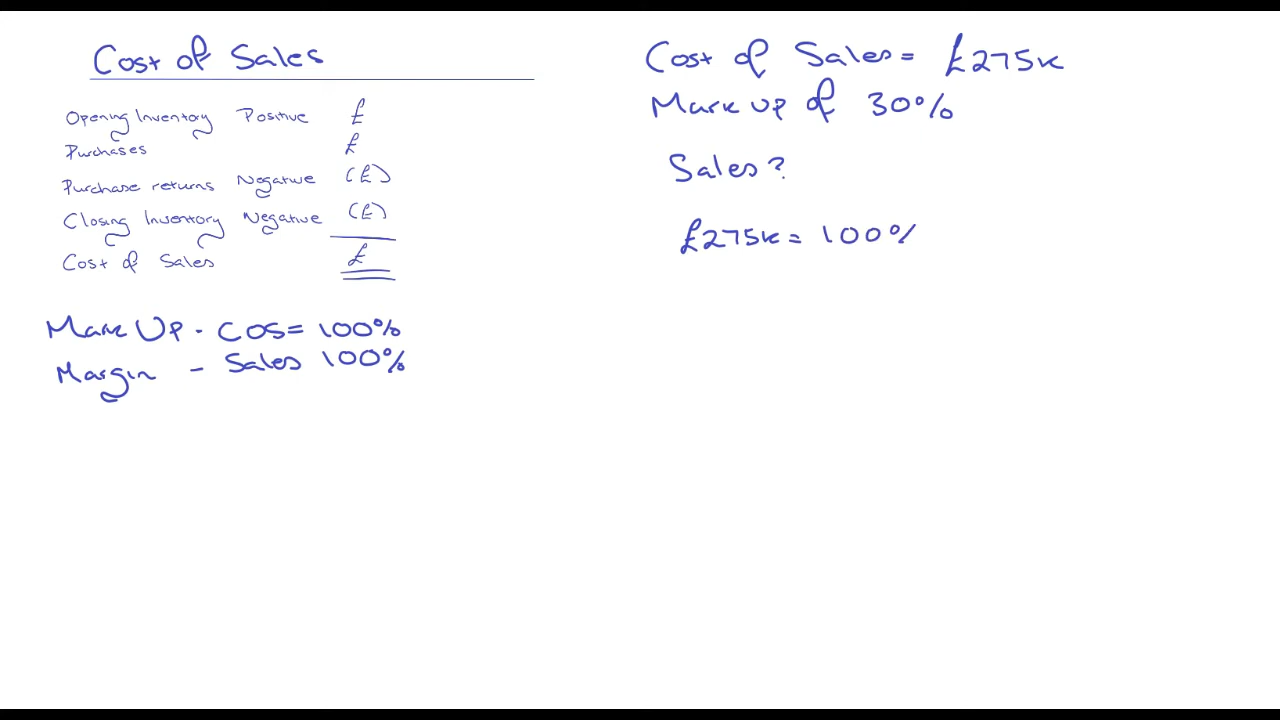 Cost of Sales
Opening Inventory Positive £
Purchases £
Purchase returns Negative (£)
Closing Inventory Negative (£)
Cost of Sales £
Mark Up - COS = 100%
Margin - Sales 100%
Cost of Sales = £275k
Mark up of 30%
Sales?
£275k = 100%